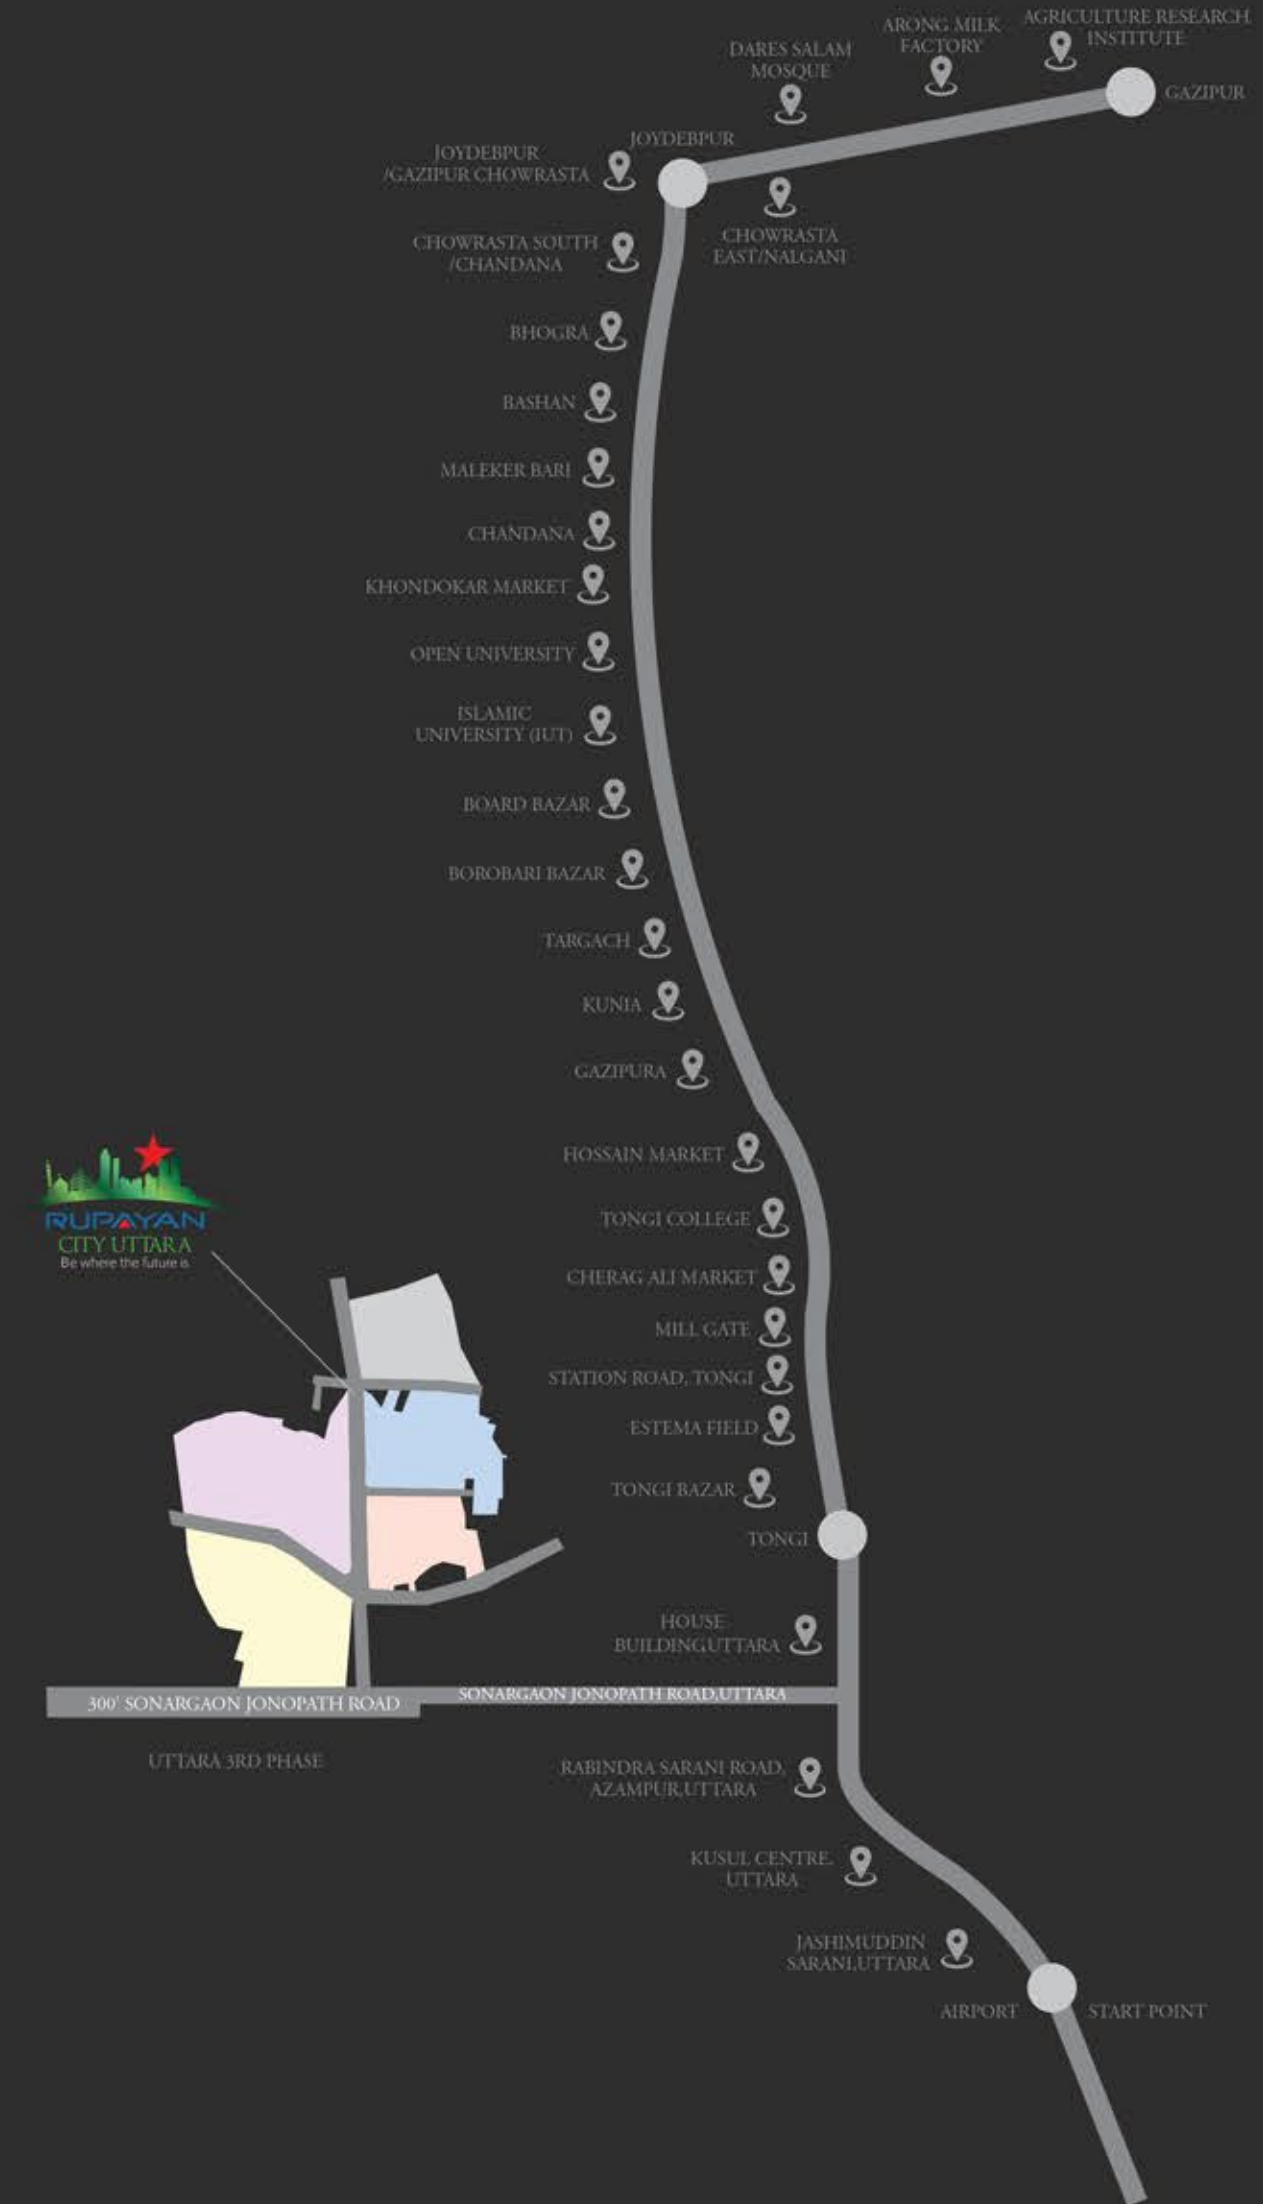 AGRICULTURE RESEARCH
INSTITUTE
ARONG MILK
FACTORY
DARES SALAM
MOSQUE
GAZIPUR
JOYDEBPUR
JOYDEBPUR
/GAZIPUR CHOWRASTA
CHOWRASTA
EAST/NALGANI
CHOWRASTA SOUTH
/CHANDANA
BHOGRA
BASHAN
MALEKER BARI
CHANDANA
KHONDOKAR MARKET
OPEN UNIVERSITY
ISLAMIC
UNIVERSITY (IUT)
BOARD BAZAR
BOROBARI BAZAR
TARGACH
KUNIA
GAZIPURA
HOSSAIN MARKET
RUPAYAN
CITY UTTARA
Be where the future is
TONGI COLLEGE
CHERAG ALI MARKET
MILL GATE
STATION ROAD, TONGI
ESTEMA FIELD
TONGI BAZAR
TONGI
HOUSE
BUILDING,UTTARA
SONARGAON JONOPATH ROAD,UTTARA
300' SONARGAON JONOPATH ROAD
UTTARA 3RD PHASE
RABINDRA SARANI ROAD,
AZAMPUR,UTTARA
KUSUL CENTRE,
UTTARA
JASHIMUDDIN
SARANI,UTTARA
AIRPORT
START POINT